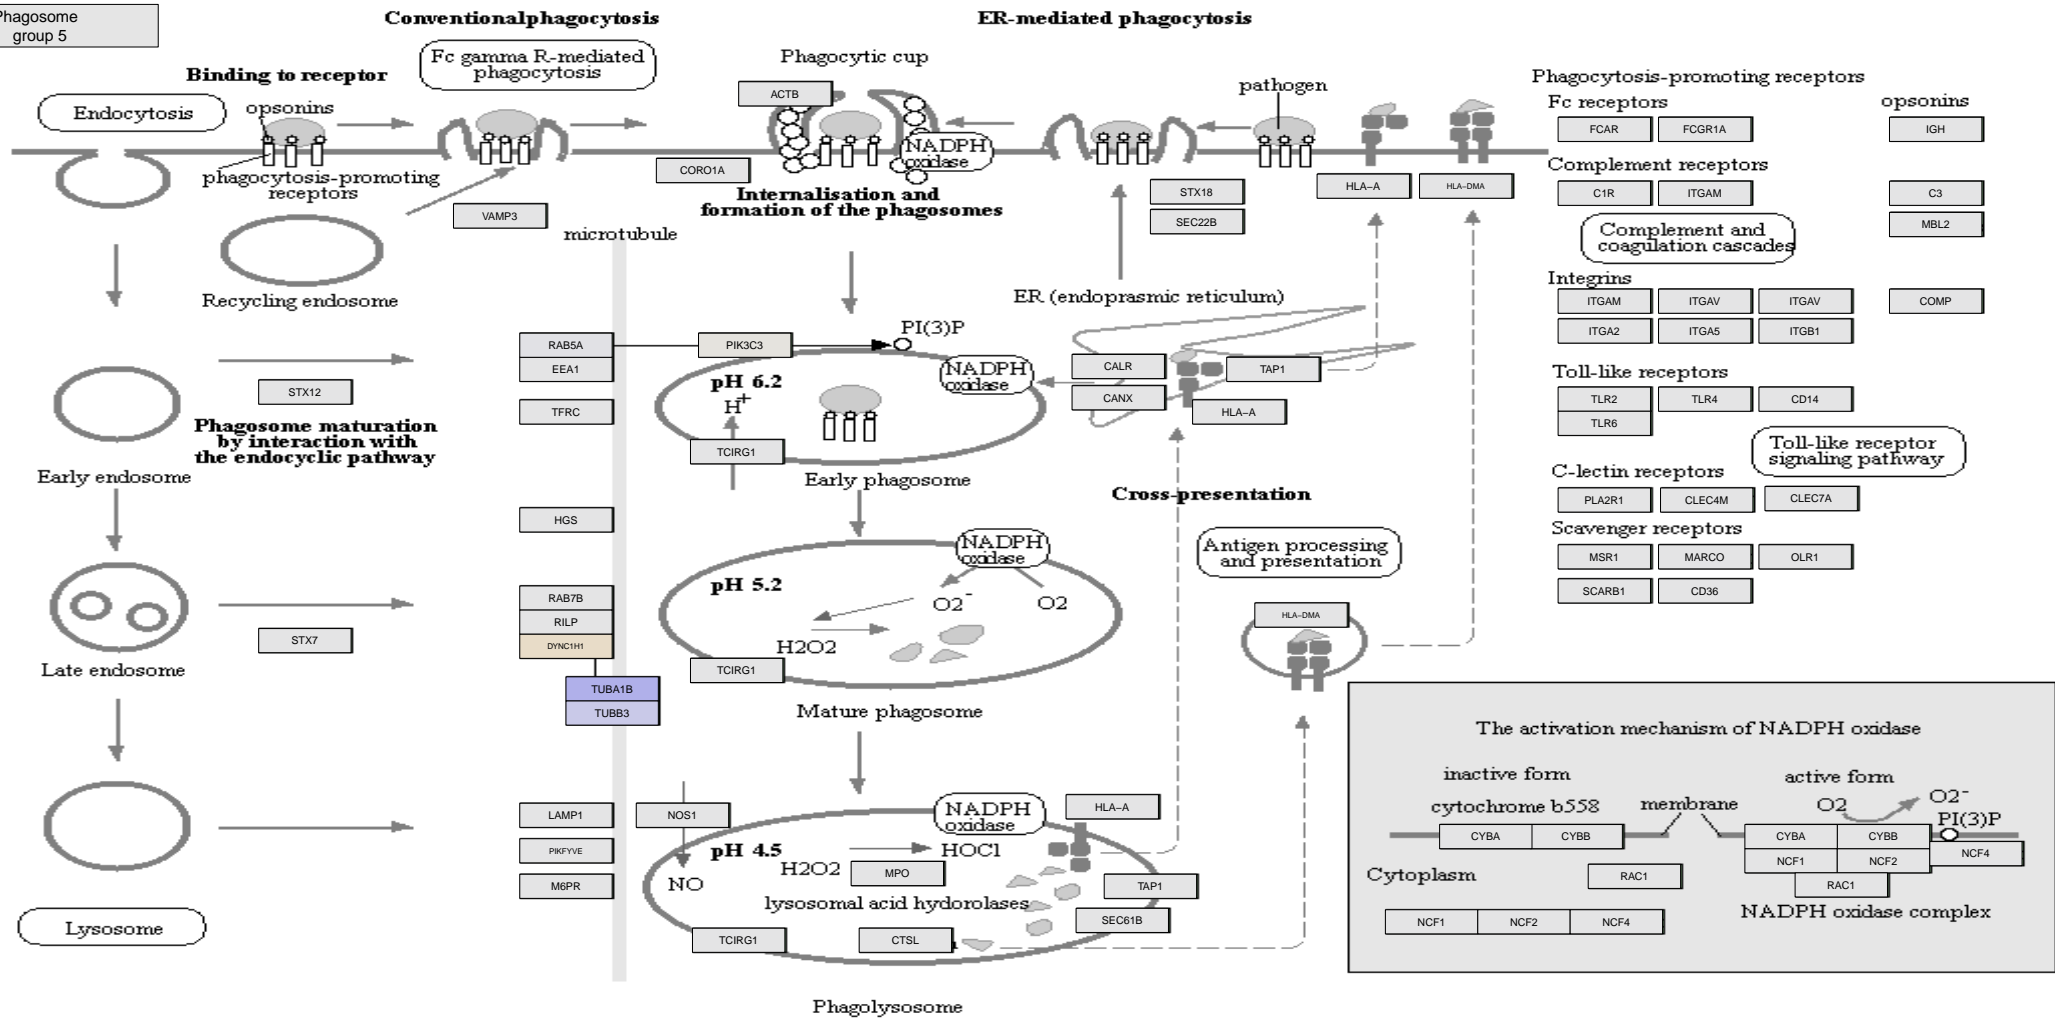 Phagosome
group 5
Conventionalphagocytosis
ER-mediated phagocytosis
Binding to receptor
Endocytosis
opsonins
Fc gamma R-mediated
phagocytosis
Phagocytic cup
ACTB
NADPH
oxidase
pathogen
phagocytosis-promoting
receptors
CORO1A
VAMP3
Internalisation and
formation of the phagosomes
STX18
SEC22B
HLA−A
HLA−DMA
microtubule
Recycling endosome
ER (endoprasmic reticulum)
Phagocytosis-promoting receptors
Fc receptors
opsonins
FCAR
FCGR1A
IGH
Complement receptors
C1R
ITGAM
C3
MBL2
Complement and
coagulation cascades
Integrins
ITGAM
ITGAV
ITGAV
COMP
ITGA2
ITGA5
ITGB1
Toll-like receptors
TLR2
TLR4
CD14
TLR6
Toll-like receptor
signaling pathway
C-lectin receptors
PLA2R1
CLEC4M
CLEC7A
Scavenger receptors
MSR1
MARCO
OLR1
SCARB1
CD36
RAB5A
EEA1
PIK3C3
PI(3)P
NADPH
oxidase
pH 6.2
H+
TCIRG1
TFRC
STX12
Phagosome maturation
by interaction with
the endocyclic pathway
Early endosome
Early phagosome
CALR
CANX
TAP1
HLA−A
Cross-presentation
Antigen processing
and presentation
HGS
NADPH
oxidase
pH 5.2
O2-
O2
H2O2
TCIRG1
RAB7B
RILP
DYNC1H1
TUBA1B
TUBB3
STX7
Late endosome
Mature phagosome
HLA−DMA
LAMP1
PIKFYVE
M6PR
NOS1
NO
NADPH
oxidase
HLA−A
pH 4.5
H2O2
HOCl
MPO
lysosomal acid hydorolases
TAP1
SEC61B
TCIRG1
CTSL
Lysosome
Phagolysosome
The activation mechanism of NADPH oxidase
inactive form
active form
cytochrome b558
membrane
O2
O2-
PI(3)P
CYBA
CYBB
CYBA
CYBB
NCF1
NCF2
NCF4
Cytoplasm
RAC1
RAC1
NCF1
NCF2
NCF4
NADPH oxidase complex